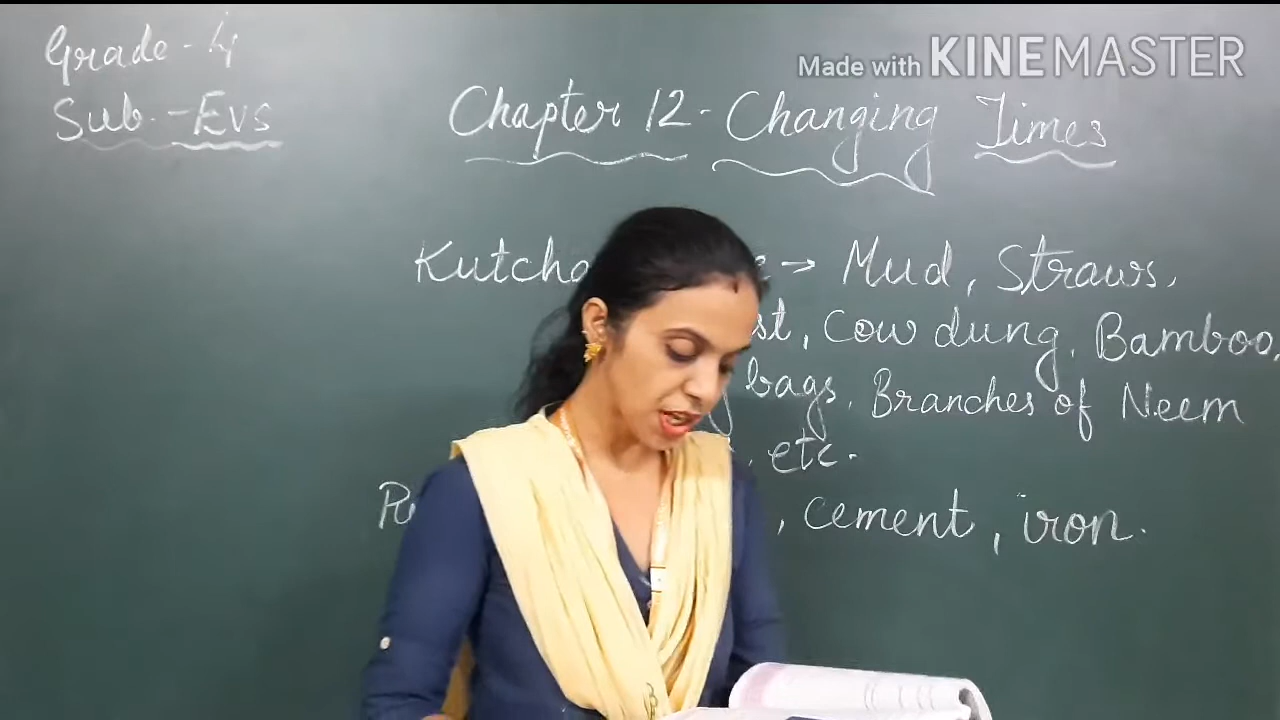 Grade - 4
Sub. - Evs
Made with KINEMASTER
Chapter 12 - Changing Times
Kutcha → Mud, Straws,
Cow dung, Bamboo,
bags, Branches of Neem
etc.
, cement, iron.